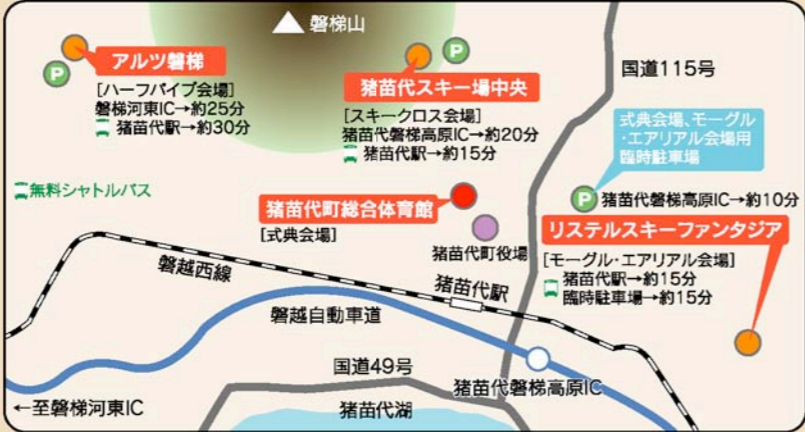 磐梯山
P
アルツ磐梯
[ハーフパイプ会場]
磐梯河東IC→約25分
猪苗代駅→約30分
P
猪苗代スキー場中央
[スキークロス会場]
猪苗代磐梯高原IC→約20分
猪苗代駅→約15分
国道115号
式典会場、モーグル
・エアリアル会場用
臨時駐車場
P
猪苗代磐梯高原IC→約10分
無料シャトルバス
猪苗代町総合体育館
[式典会場]
猪苗代町役場
リステルスキーファンタジア
[モーグル・エアリアル会場]
猪苗代駅→約15分
臨時駐車場→約15分
磐越西線
猪苗代駅
磐越自動車道
国道49号
猪苗代磐梯高原IC
←至磐梯河東IC
猪苗代湖